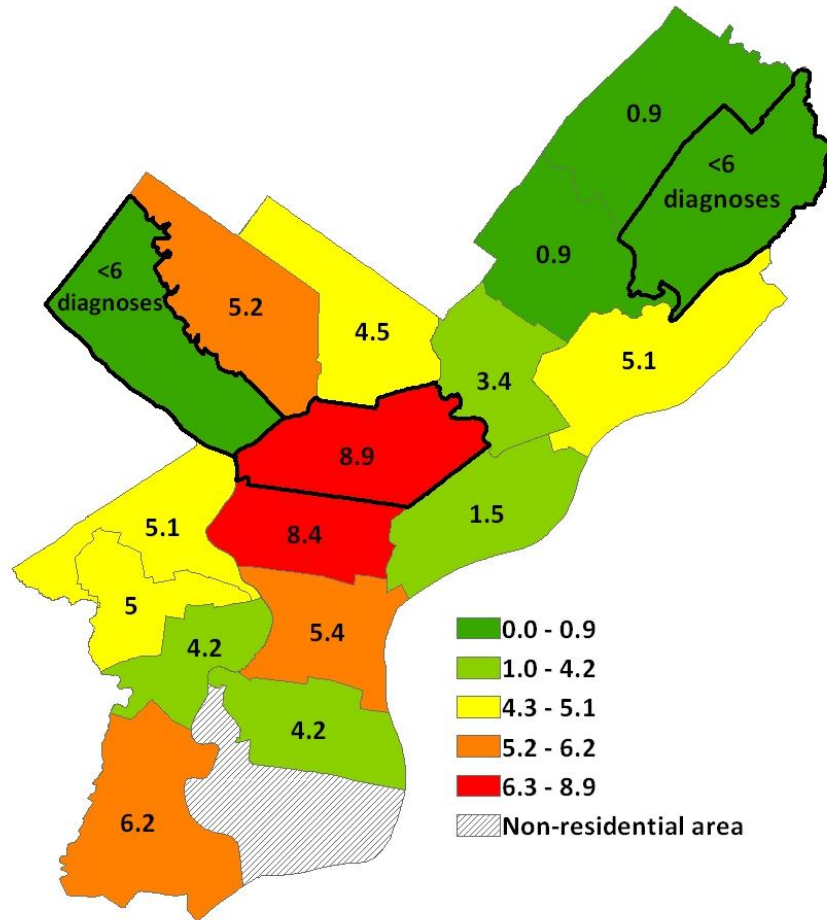 0.9
<6
diagnoses
0.9
<6
diagnoses
5.2
4.5
3.4
5.1
8.9
5.1
8.4
1.5
5
4.2
5.4
4.2
6.2
0.0 - 0.9
1.0 - 4.2
4.3 - 5.1
5.2 - 6.2
6.3 - 8.9
Non-residential area